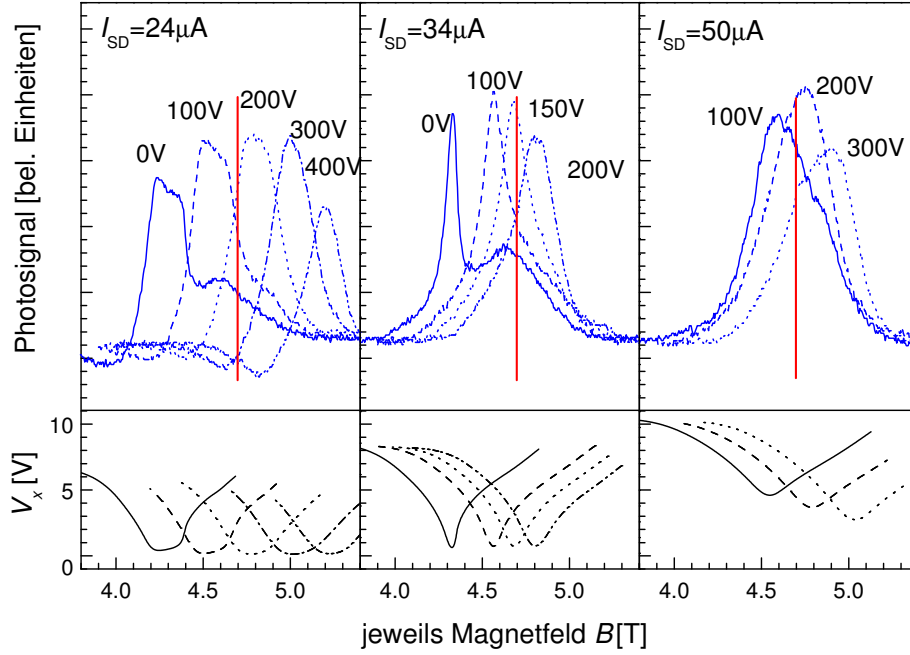 I_SD=24µA
I_SD=34µA
I_SD=50µA
Photosignal [bel. Einheiten]
0V
100V
200V
300V
400V
0V
100V
150V
200V
100V
200V
300V
V_x [V]
10
5
0
4.0 4.5 5.0
4.0 4.5 5.0
4.0 4.5 5.0
jeweils Magnetfeld B[T]